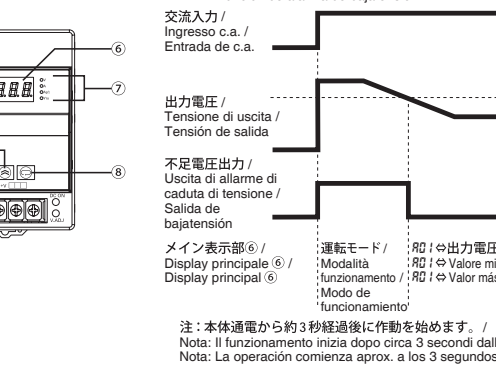 交流入力 /
Ingresso c.a. /
Entrada de c.a.
出力電圧 /
Tensione di uscita /
Tensión de salida
不足電圧出力 /
Uscita di allarme di
caduta di tensione /
Salida de
bajatensión
メイン表示部⑥ /
Display principale ⑥ /
Display principal ⑥
運転モード /
Modalità
funzionamento /
Modo de
funcionamiento
A01⇔出力電圧
A01⇔Valore mi
A01⇔Valor más
注：本体通電から約3秒経過後に作動を始めます。/
Nota: Il funzionamento inizia dopo circa 3 secondi dall
Nota: La operación comienza aprox. a los 3 segundos
⑥
⑦
⑧
DC ON
V.ADJ